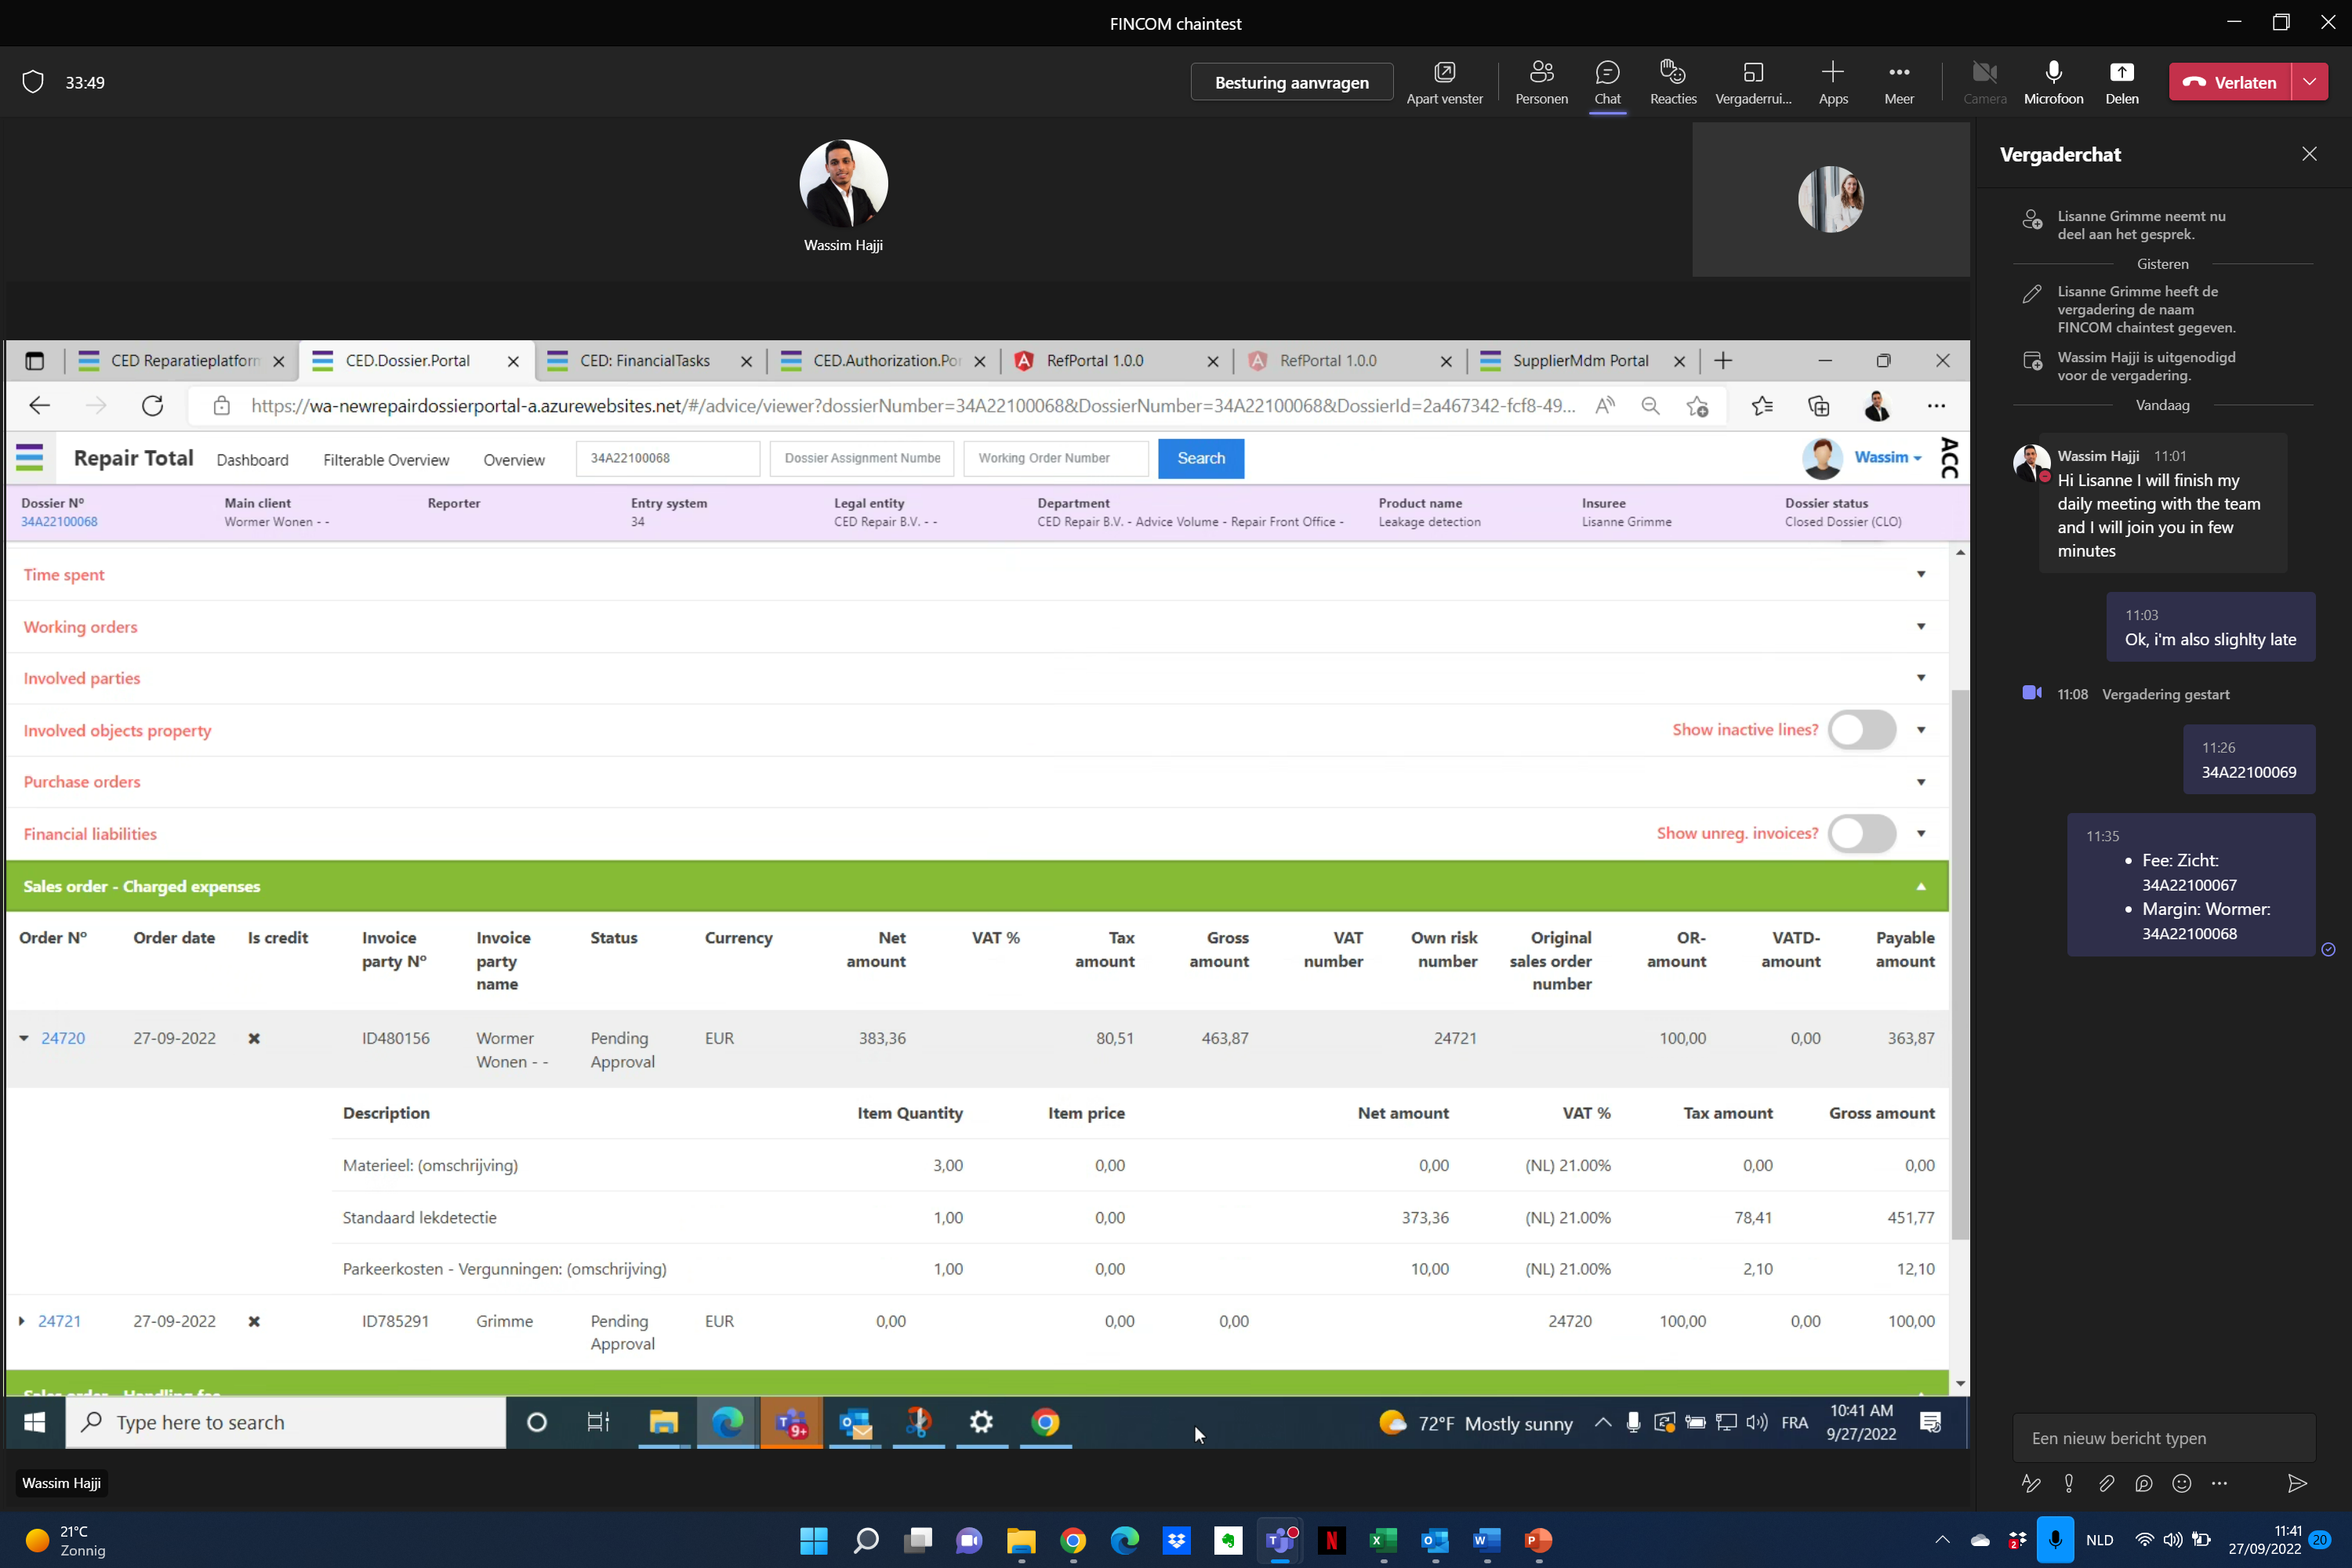 FINCOM chaintest
33:49
Besturing aanvragen
Apart venster
Personen
Chat
Reacties
Vergaderrui...
Apps
Meer
Camera
Microfoon
Delen
Verlaten
Wassim Hajji
Vergaderchat
Lisanne Grimme neemt nu
deel aan het gesprek.
Gisteren
Lisanne Grimme heeft de
vergadering de naam
FINCOM chaintest gegeven.
Wassim Hajji is uitgenodigd
voor de vergadering.
Vandaag
Wassim Hajji 11:01
Hi Lisanne I will finish my
daily meeting with the team
and I will join you in few
minutes
11:03
Ok, i'm also slighlty late
11:08 Vergadering gestart
11:26
34A22100069
11:35
• Fee: Zicht:
34A22100067
• Margin: Wormer:
34A22100068
Een nieuw bericht typen
CED Reparatieplatform
CED.Dossier.Portal
CED: FinancialTasks
CED.Authorization.Por
RefPortal 1.0.0
RefPortal 1.0.0
SupplierMdm Portal
https://wa-newrepairdossierportal-a.azurewebsites.net/#/advice/viewer?dossierNumber=34A22100068&DossierNumber=34A22100068&DossierId=2a467342-fcf8-49...
Repair Total
Dashboard
Filterable Overview
Overview
34A22100068
Dossier Assignment Numbe
Working Order Number
Search
Wassim
ACC
Dossier Nº Main client Reporter Entry system Legal entity Department Product name Insuree Dossier status
34A22100068 Wormer Wonen - - 34 CED Repair B.V. - - CED Repair B.V. - Advice Volume - Repair Front Office - Leakage detection Lisanne Grimme Closed Dossier (CLO)
Time spent
Working orders
Involved parties
Involved objects property Show inactive lines?
Purchase orders
Financial liabilities Show unreg. invoices?
Sales order - Charged expenses
Order Nº Order date Is credit Invoice Invoice Status Currency Net VAT % Tax Gross VAT Own risk Original OR- VATD- Payable
party Nº party amount amount amount number number sales order amount amount amount
name number
24720 27-09-2022 ID480156 Wormer Pending EUR 383,36 80,51 463,87 24721 100,00 0,00 363,87
Wonen - - Approval
Description Item Quantity Item price Net amount VAT % Tax amount Gross amount
Materieel: (omschrijving) 3,00 0,00 0,00 (NL) 21.00% 0,00 0,00
Standaard lekdetectie 1,00 0,00 373,36 (NL) 21.00% 78,41 451,77
Parkeerkosten - Vergunningen: (omschrijving) 1,00 0,00 10,00 (NL) 21.00% 2,10 12,10
24721 27-09-2022 ID785291 Grimme Pending EUR 0,00 0,00 0,00 24720 100,00 0,00 100,00
Approval
Sales order - Handling fee
Type here to search
9+
72°F Mostly sunny
FRA
10:41 AM
9/27/2022
Wassim Hajji
21°C
Zonnig
2
NLD
11:41
27/09/2022
20